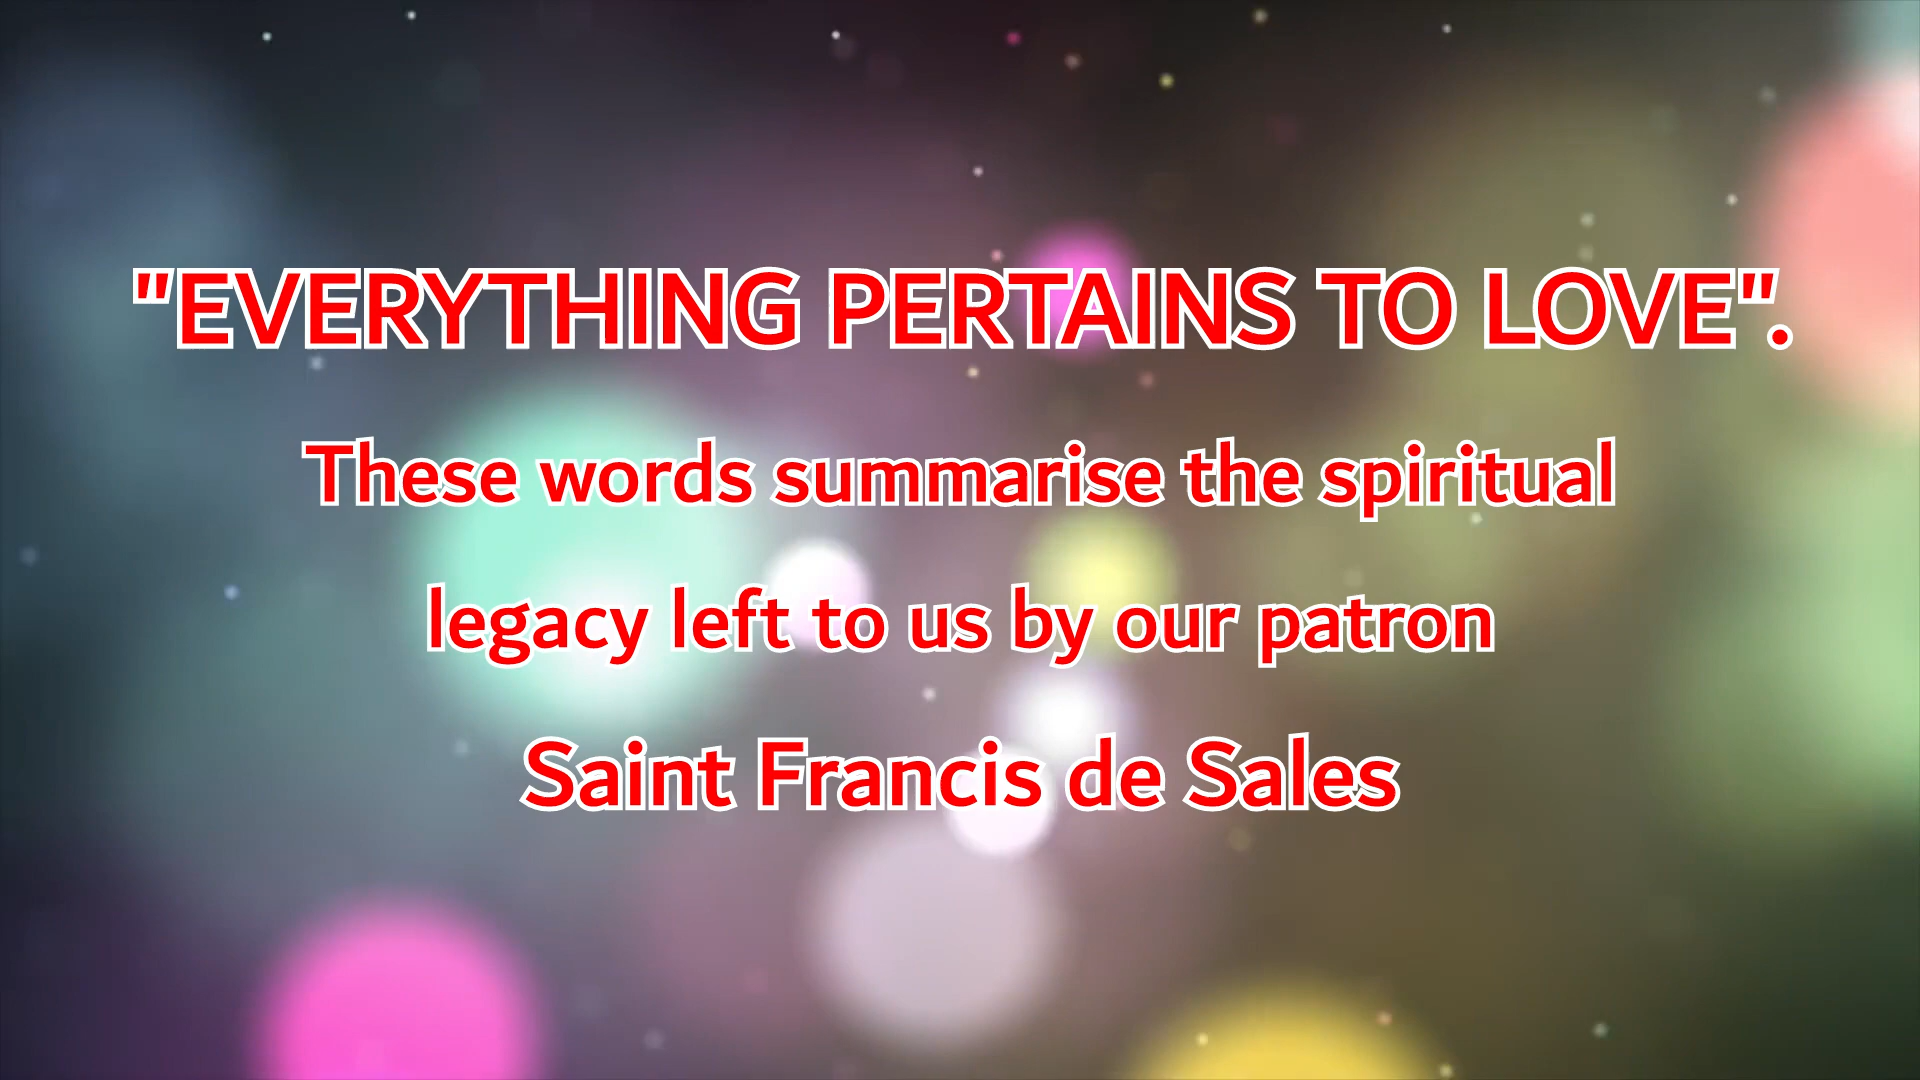 "EVERYTHING PERTAINS TO LOVE".
These words summarise the spiritual
legacy left to us by our patron
Saint Francis de Sales